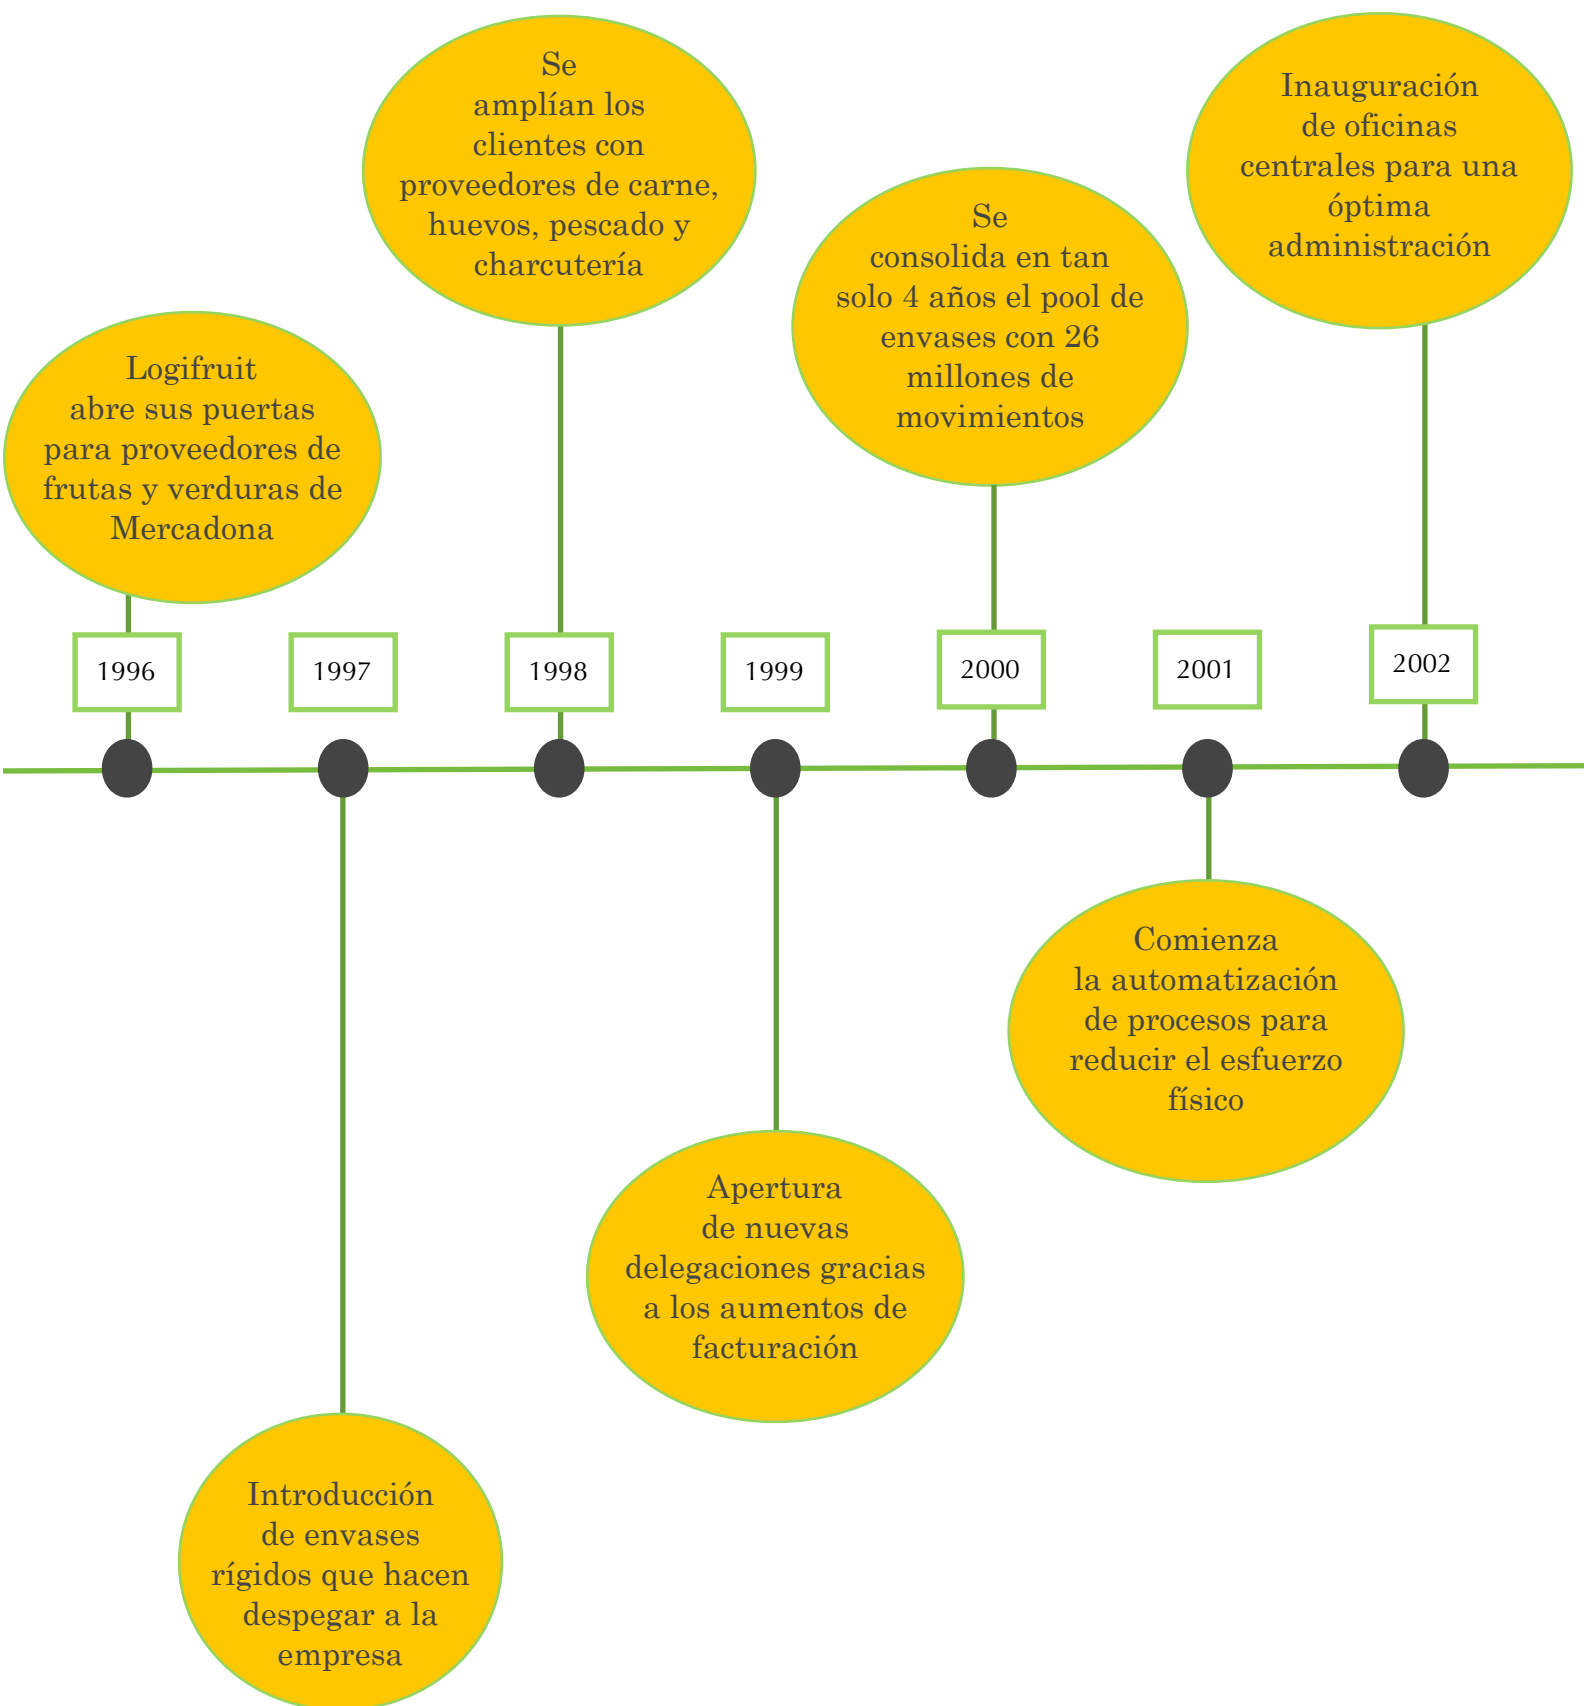 Se
amplían los
clientes con
proveedores de carne,
huevos, pescado y
charcutería
Inauguración
de oficinas
centrales para una
óptima
administración
Se
consolida en tan
solo 4 años el pool de
envases con 26
millones de
movimientos
Logifruit
abre sus puertas
para proveedores de
frutas y verduras de
Mercadona
1996
1997
1998
1999
2000
2001
2002
Comienza
la automatización
de procesos para
reducir el esfuerzo
físico
Apertura
de nuevas
delegaciones gracias
a los aumentos de
facturación
Introducción
de envases
rígidos que hacen
despegar a la
empresa